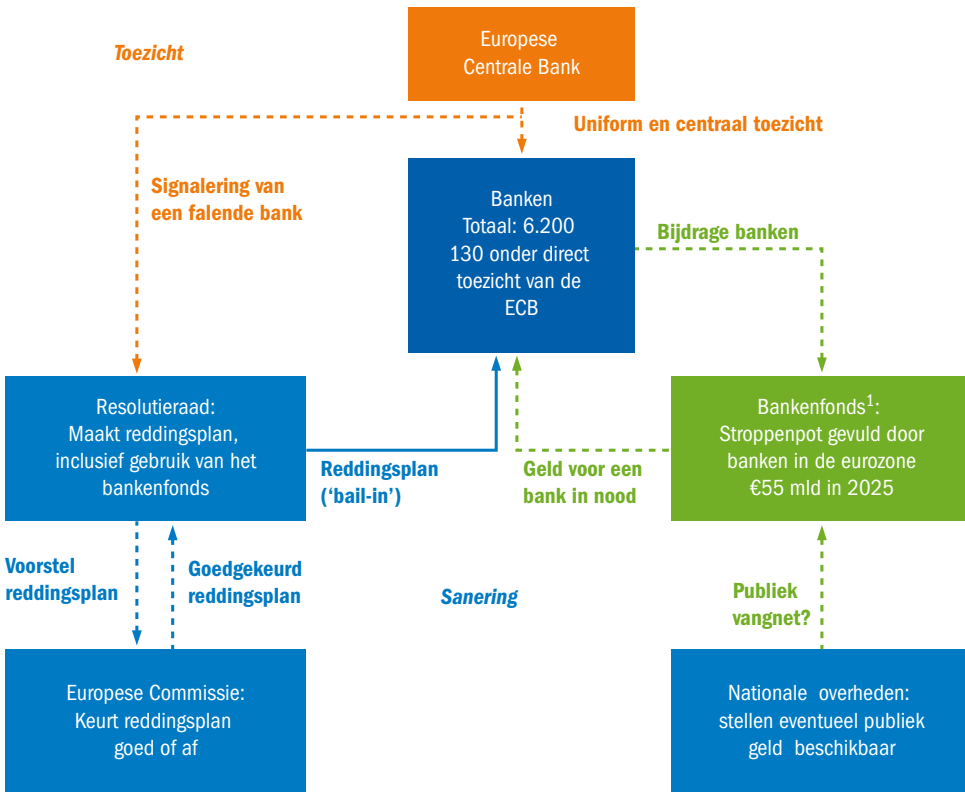 Toezicht
Europese
Centrale Bank
Uniform en centraal toezicht
Signalering van
een falende bank
Banken
Totaal: 6.200
130 onder direct
toezicht van de
ECB
Bijdrage banken
Resolutieraad:
Maakt reddingsplan,
inclusief gebruik van het
bankenfonds
Reddingsplan
(‘bail-in’)
Geld voor een
bank in nood
Bankenfonds¹:
Stroppenpot gevuld door
banken in de eurozone
€55 mld in 2025
Voorstel
reddingsplan
Goedgekeurd
reddingsplan
Sanering
Publiek
vangnet?
Europese Commissie:
Keurt reddingsplan
goed of af
Nationale overheden:
stellen eventueel publiek
geld beschikbaar